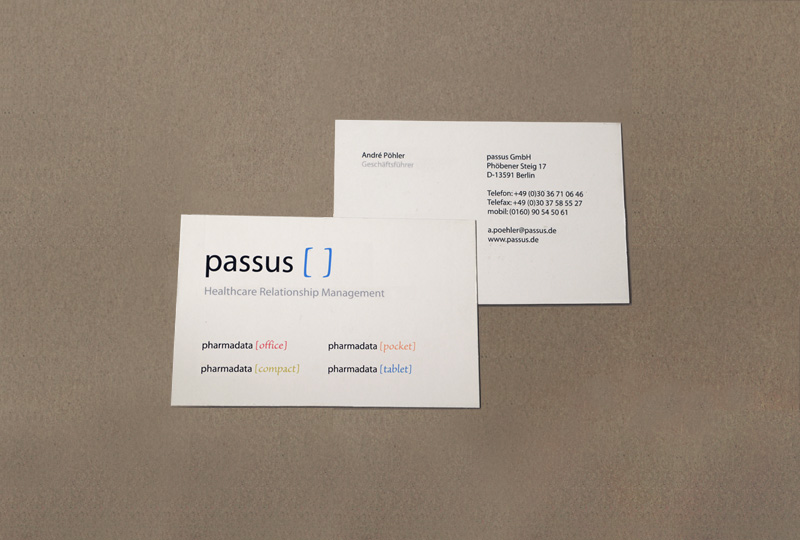 André Pöhler
Geschäftsführer
passus GmbH
Phöbener Steig 17
D-13591 Berlin
Telefon: +49 (0)30 36 71 06 46
Telefax: +49 (0)30 37 58 55 27
mobil: (0160) 90 54 50 61
a.poehler@passus.de
www.passus.de
passus [ ]
Healthcare Relationship Management
pharmadata [office]
pharmadata [pocket]
pharmadata [compact]
pharmadata [tablet]